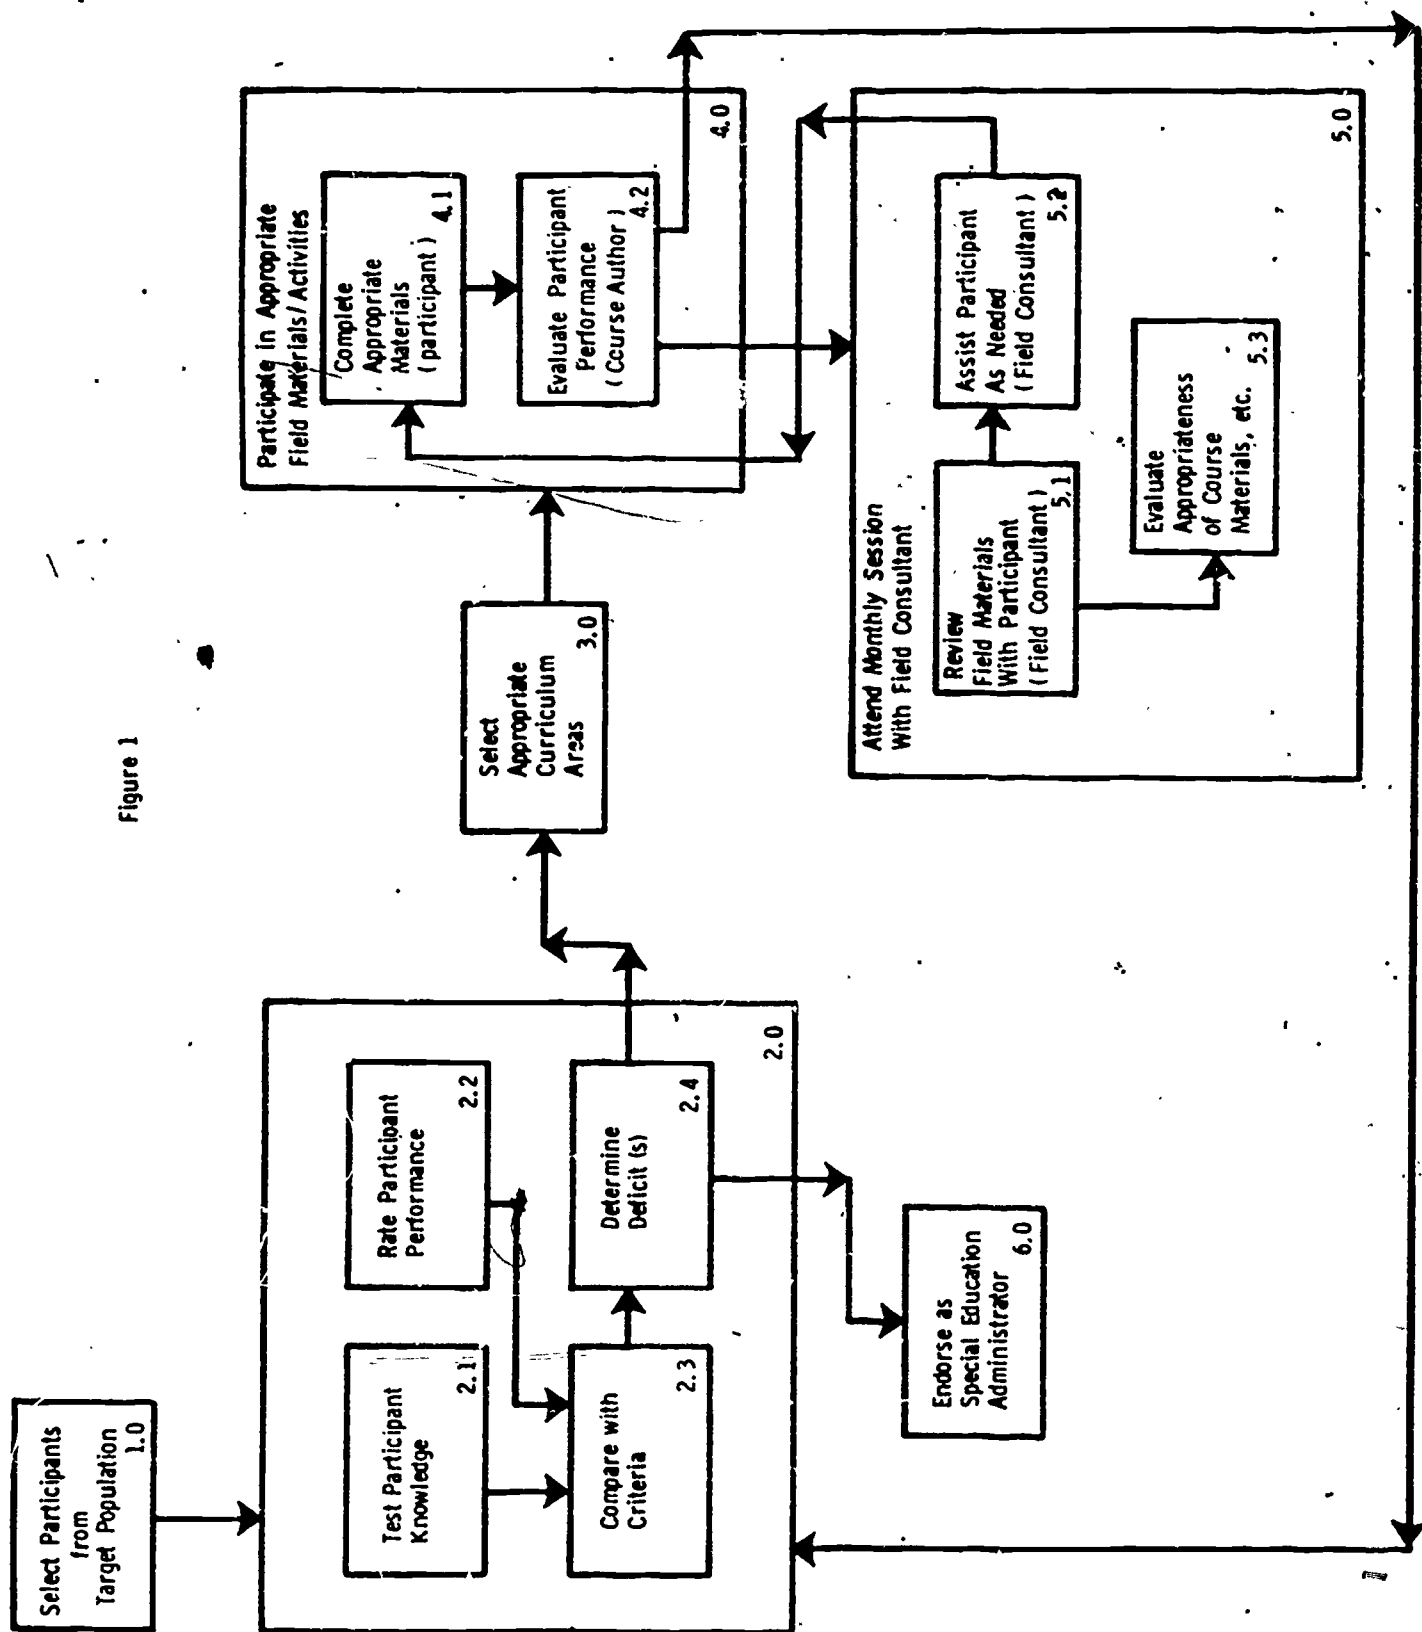 Figure 1
Select Participants
from
Target Population
1.0
Test Participant
Knowledge
2.1
Rate Participant
Performance
2.2
Compare with
Criteria
2.3
Determine
Deficit (s)
2.4
2.0
Select
Appropriate
Curriculum
Areas
3.0
Participate in Appropriate
Field Materials/Activities
Complete
Appropriate
Materials
(participant)
4.1
Evaluate Participant
Performance
(Course Author)
4.2
4.0
Attend Monthly Session
With Field Consultant
Review
Field Materials
With Participant
(Field Consultant)
5.1
Assist Participant
As Needed
(Field Consultant)
5.2
Evaluate
Appropriateness
of Course
Materials, etc.
5.3
5.0
Endorse as
Special Education
Administrator
6.0